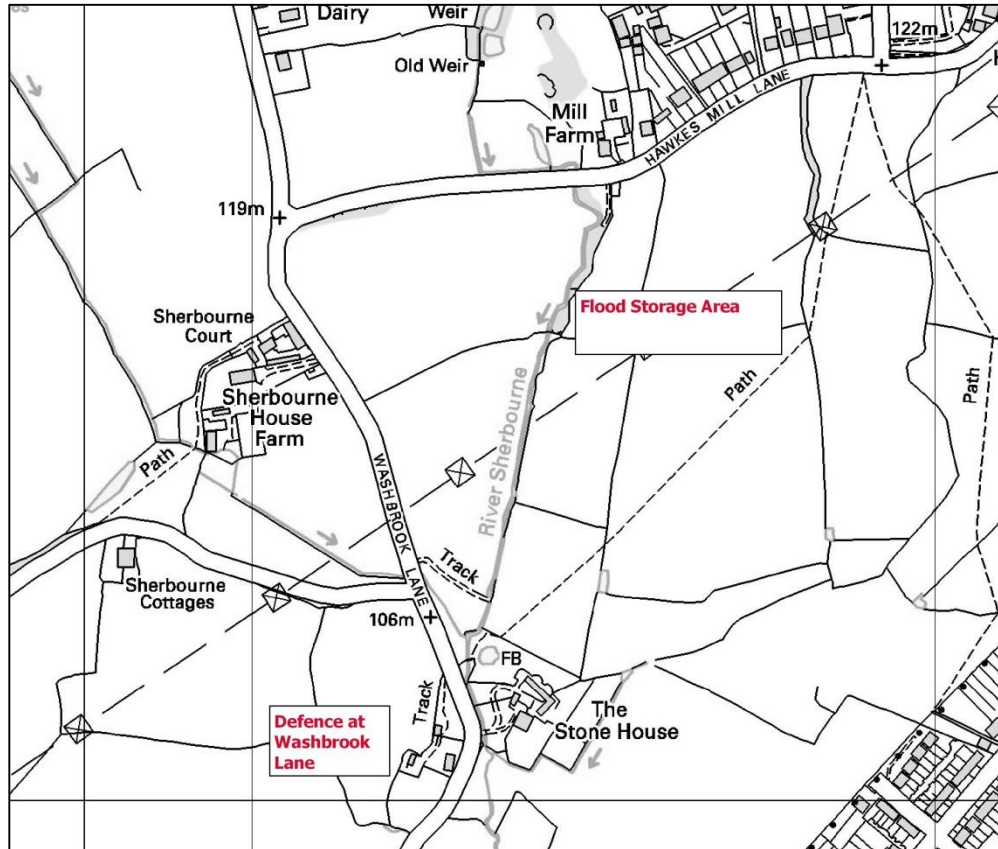 Dairy
Weir
122m
Old Weir
Mill
Farm
HAWKES MILL LANE
119m
Flood Storage Area
Sherbourne
Court
Sherbourne
House
Farm
Path
Path
Path
River Sherbourne
WASHBROOK LANE
Track
Sherbourne
Cottages
106m
FB
Track
The
Stone House
Defence at
Washbrook
Lane